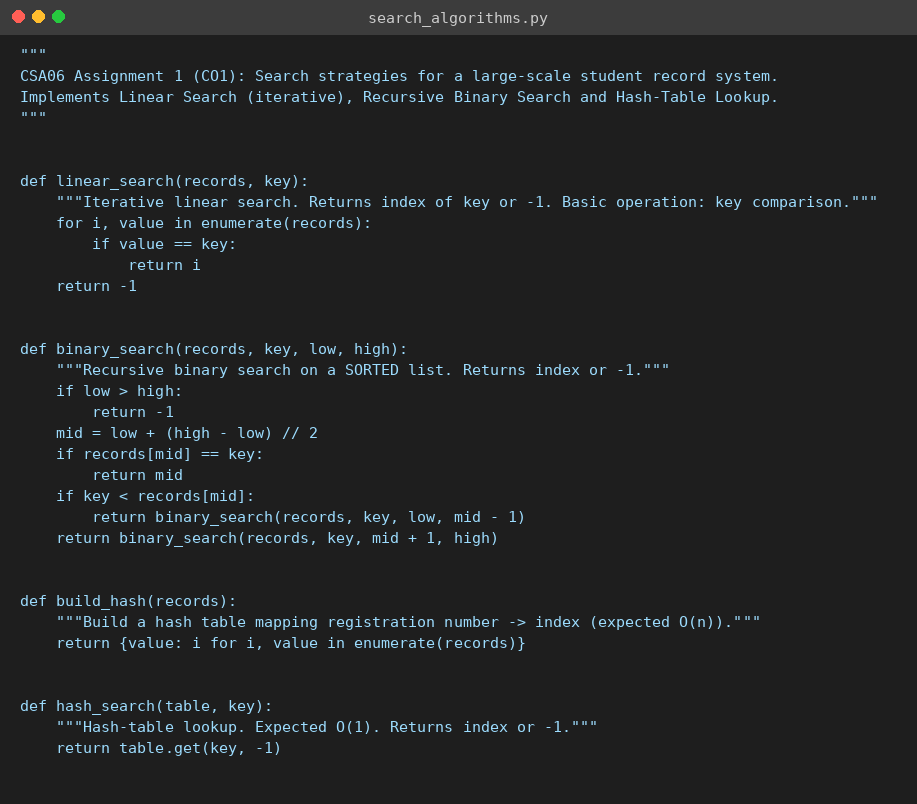 search_algorithms.py
"""
CSA06 Assignment 1 (CO1): Search strategies for a large-scale student record system.
Implements Linear Search (iterative), Recursive Binary Search and Hash-Table Lookup.
"""
def linear_search(records, key):
    """Iterative linear search. Returns index of key or -1. Basic operation: key comparison."""
    for i, value in enumerate(records):
        if value == key:
            return i
    return -1
def binary_search(records, key, low, high):
    """Recursive binary search on a SORTED list. Returns index or -1."""
    if low > high:
        return -1
    mid = low + (high - low) // 2
    if records[mid] == key:
        return mid
    if key < records[mid]:
        return binary_search(records, key, low, mid - 1)
    return binary_search(records, key, mid + 1, high)
def build_hash(records):
    """Build a hash table mapping registration number -> index (expected O(n))."""
    return {value: i for i, value in enumerate(records)}
def hash_search(table, key):
    """Hash-table lookup. Expected O(1). Returns index or -1."""
    return table.get(key, -1)